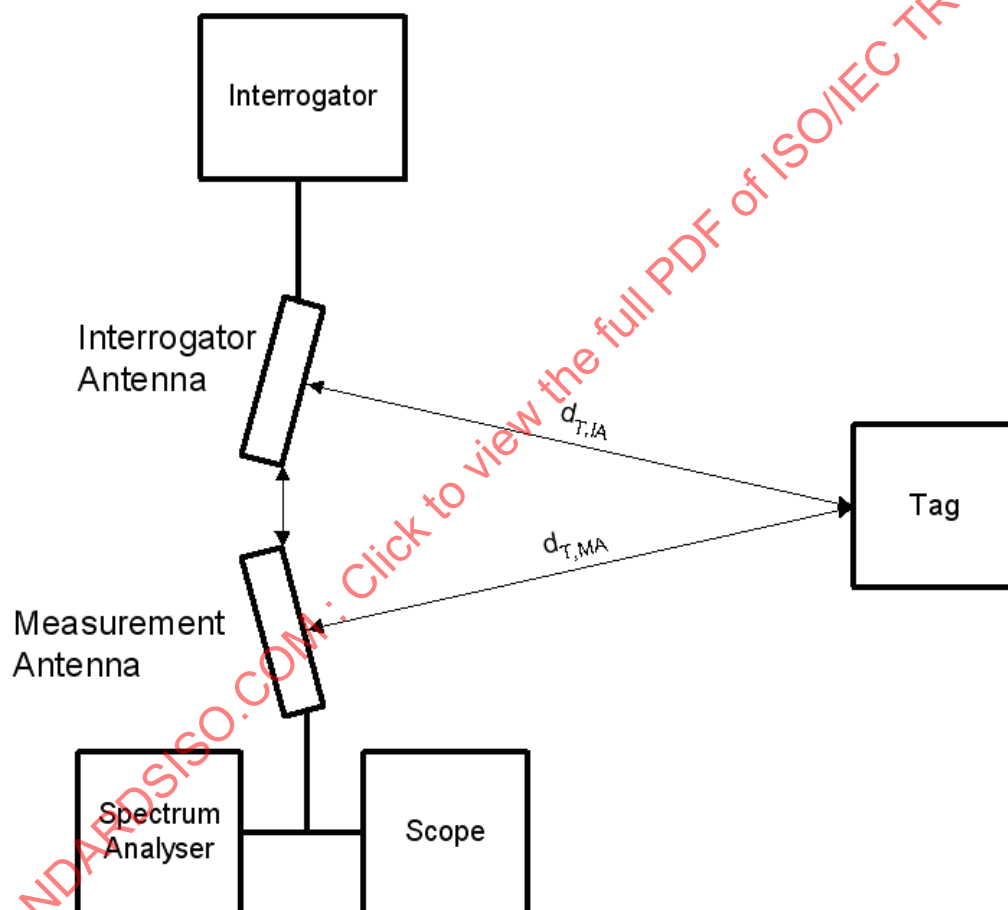 Interrogator
Interrogator
Antenna
d_T,IA
Tag
d_T,MA
Measurement
Antenna
Spectrum
Analyser
Scope
NDARDSISO.COM : Click to view the full PDF of ISO/IEC TR